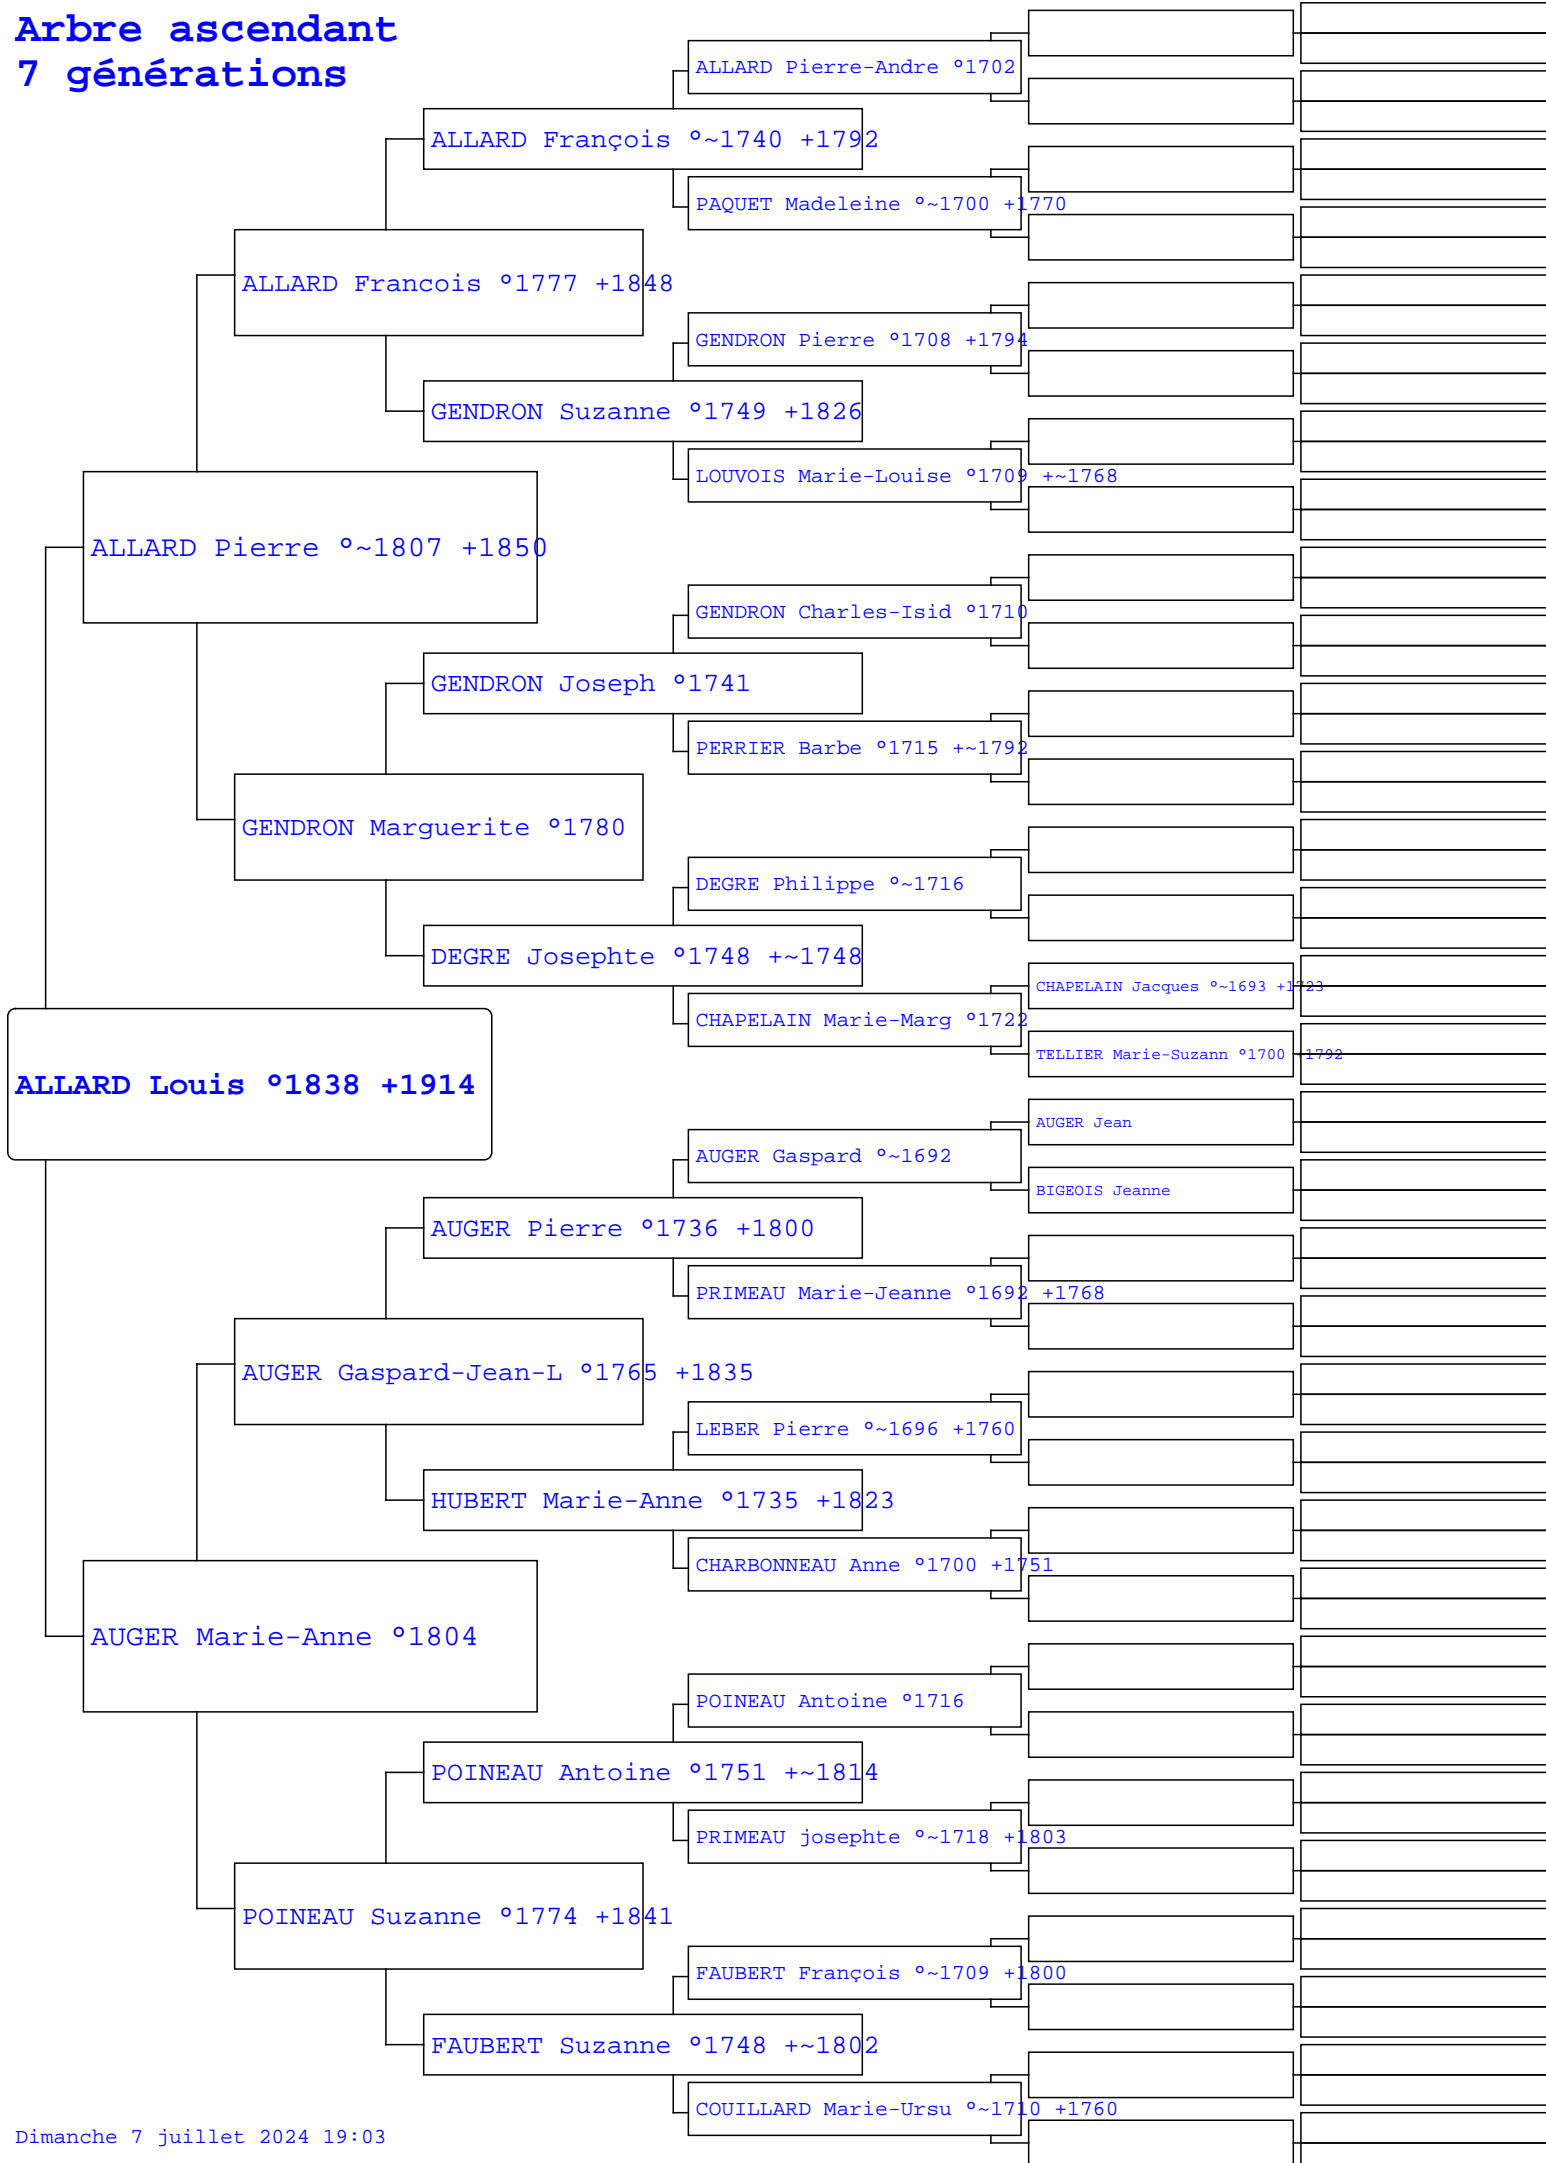 Arbre ascendant
7 générations
ALLARD Pierre-Andre °1702
ALLARD François °~1740 +1792
PAQUET Madeleine °~1700 +1770
ALLARD Francois °1777 +1848
GENDRON Pierre °1708 +1794
GENDRON Suzanne °1749 +1826
LOUVOIS Marie-Louise °1709 +~1768
ALLARD Pierre °~1807 +1850
GENDRON Charles-Isid °1710
GENDRON Joseph °1741
PERRIER Barbe °1715 +~1792
GENDRON Marguerite °1780
DEGRE Philippe °~1716
DEGRE Josephte °1748 +~1748
CHAPELAIN Jacques °~1693 +1723
CHAPELAIN Marie-Marg °1722
TELLIER Marie-Suzann °1700 +1792
ALLARD Louis °1838 +1914
AUGER Jean
AUGER Gaspard °~1692
BIGEOIS Jeanne
AUGER Pierre °1736 +1800
PRIMEAU Marie-Jeanne °1692 +1768
AUGER Gaspard-Jean-L °1765 +1835
LEBER Pierre °~1696 +1760
HUBERT Marie-Anne °1735 +1823
CHARBONNEAU Anne °1700 +1751
AUGER Marie-Anne °1804
POINEAU Antoine °1716
POINEAU Antoine °1751 +~1814
PRIMEAU josephte °~1718 +1803
POINEAU Suzanne °1774 +1841
FAUBERT François °~1709 +1800
FAUBERT Suzanne °1748 +~1802
COUILLARD Marie-Ursu °~1710 +1760
Dimanche 7 juillet 2024 19:03